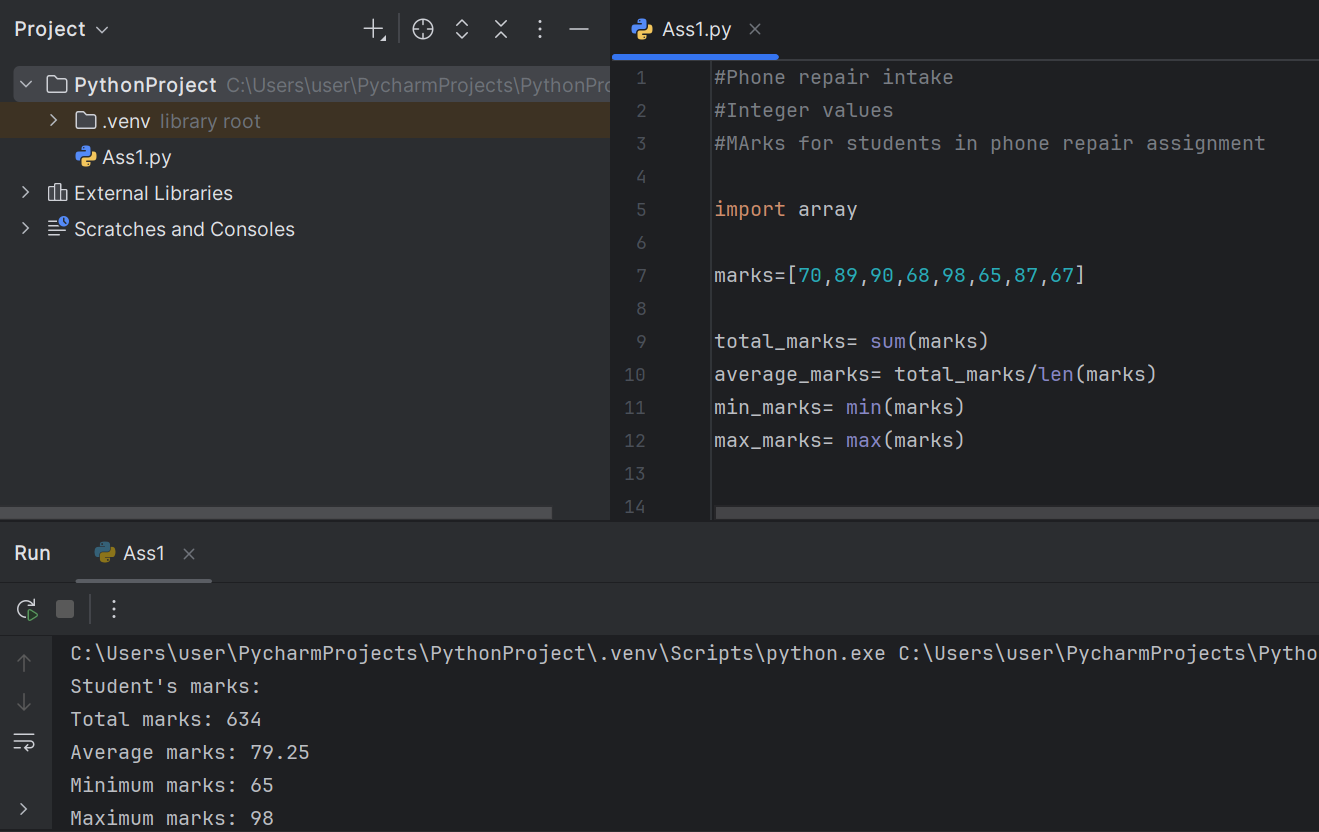 Project
PythonProject C:\Users\user\PycharmProjects\PythonPro
.venv library root
Ass1.py
External Libraries
Scratches and Consoles
Ass1.py
1 #Phone repair intake
2 #Integer values
3 #MArks for students in phone repair assignment
4
5 import array
6
7 marks=[70,89,90,68,98,65,87,67]
8
9 total_marks= sum(marks)
10 average_marks= total_marks/len(marks)
11 min_marks= min(marks)
12 max_marks= max(marks)
13
14
Run Ass1
C:\Users\user\PycharmProjects\PythonProject\.venv\Scripts\python.exe C:\Users\user\PycharmProjects\Pytho
Student's marks:
Total marks: 634
Average marks: 79.25
Minimum marks: 65
Maximum marks: 98